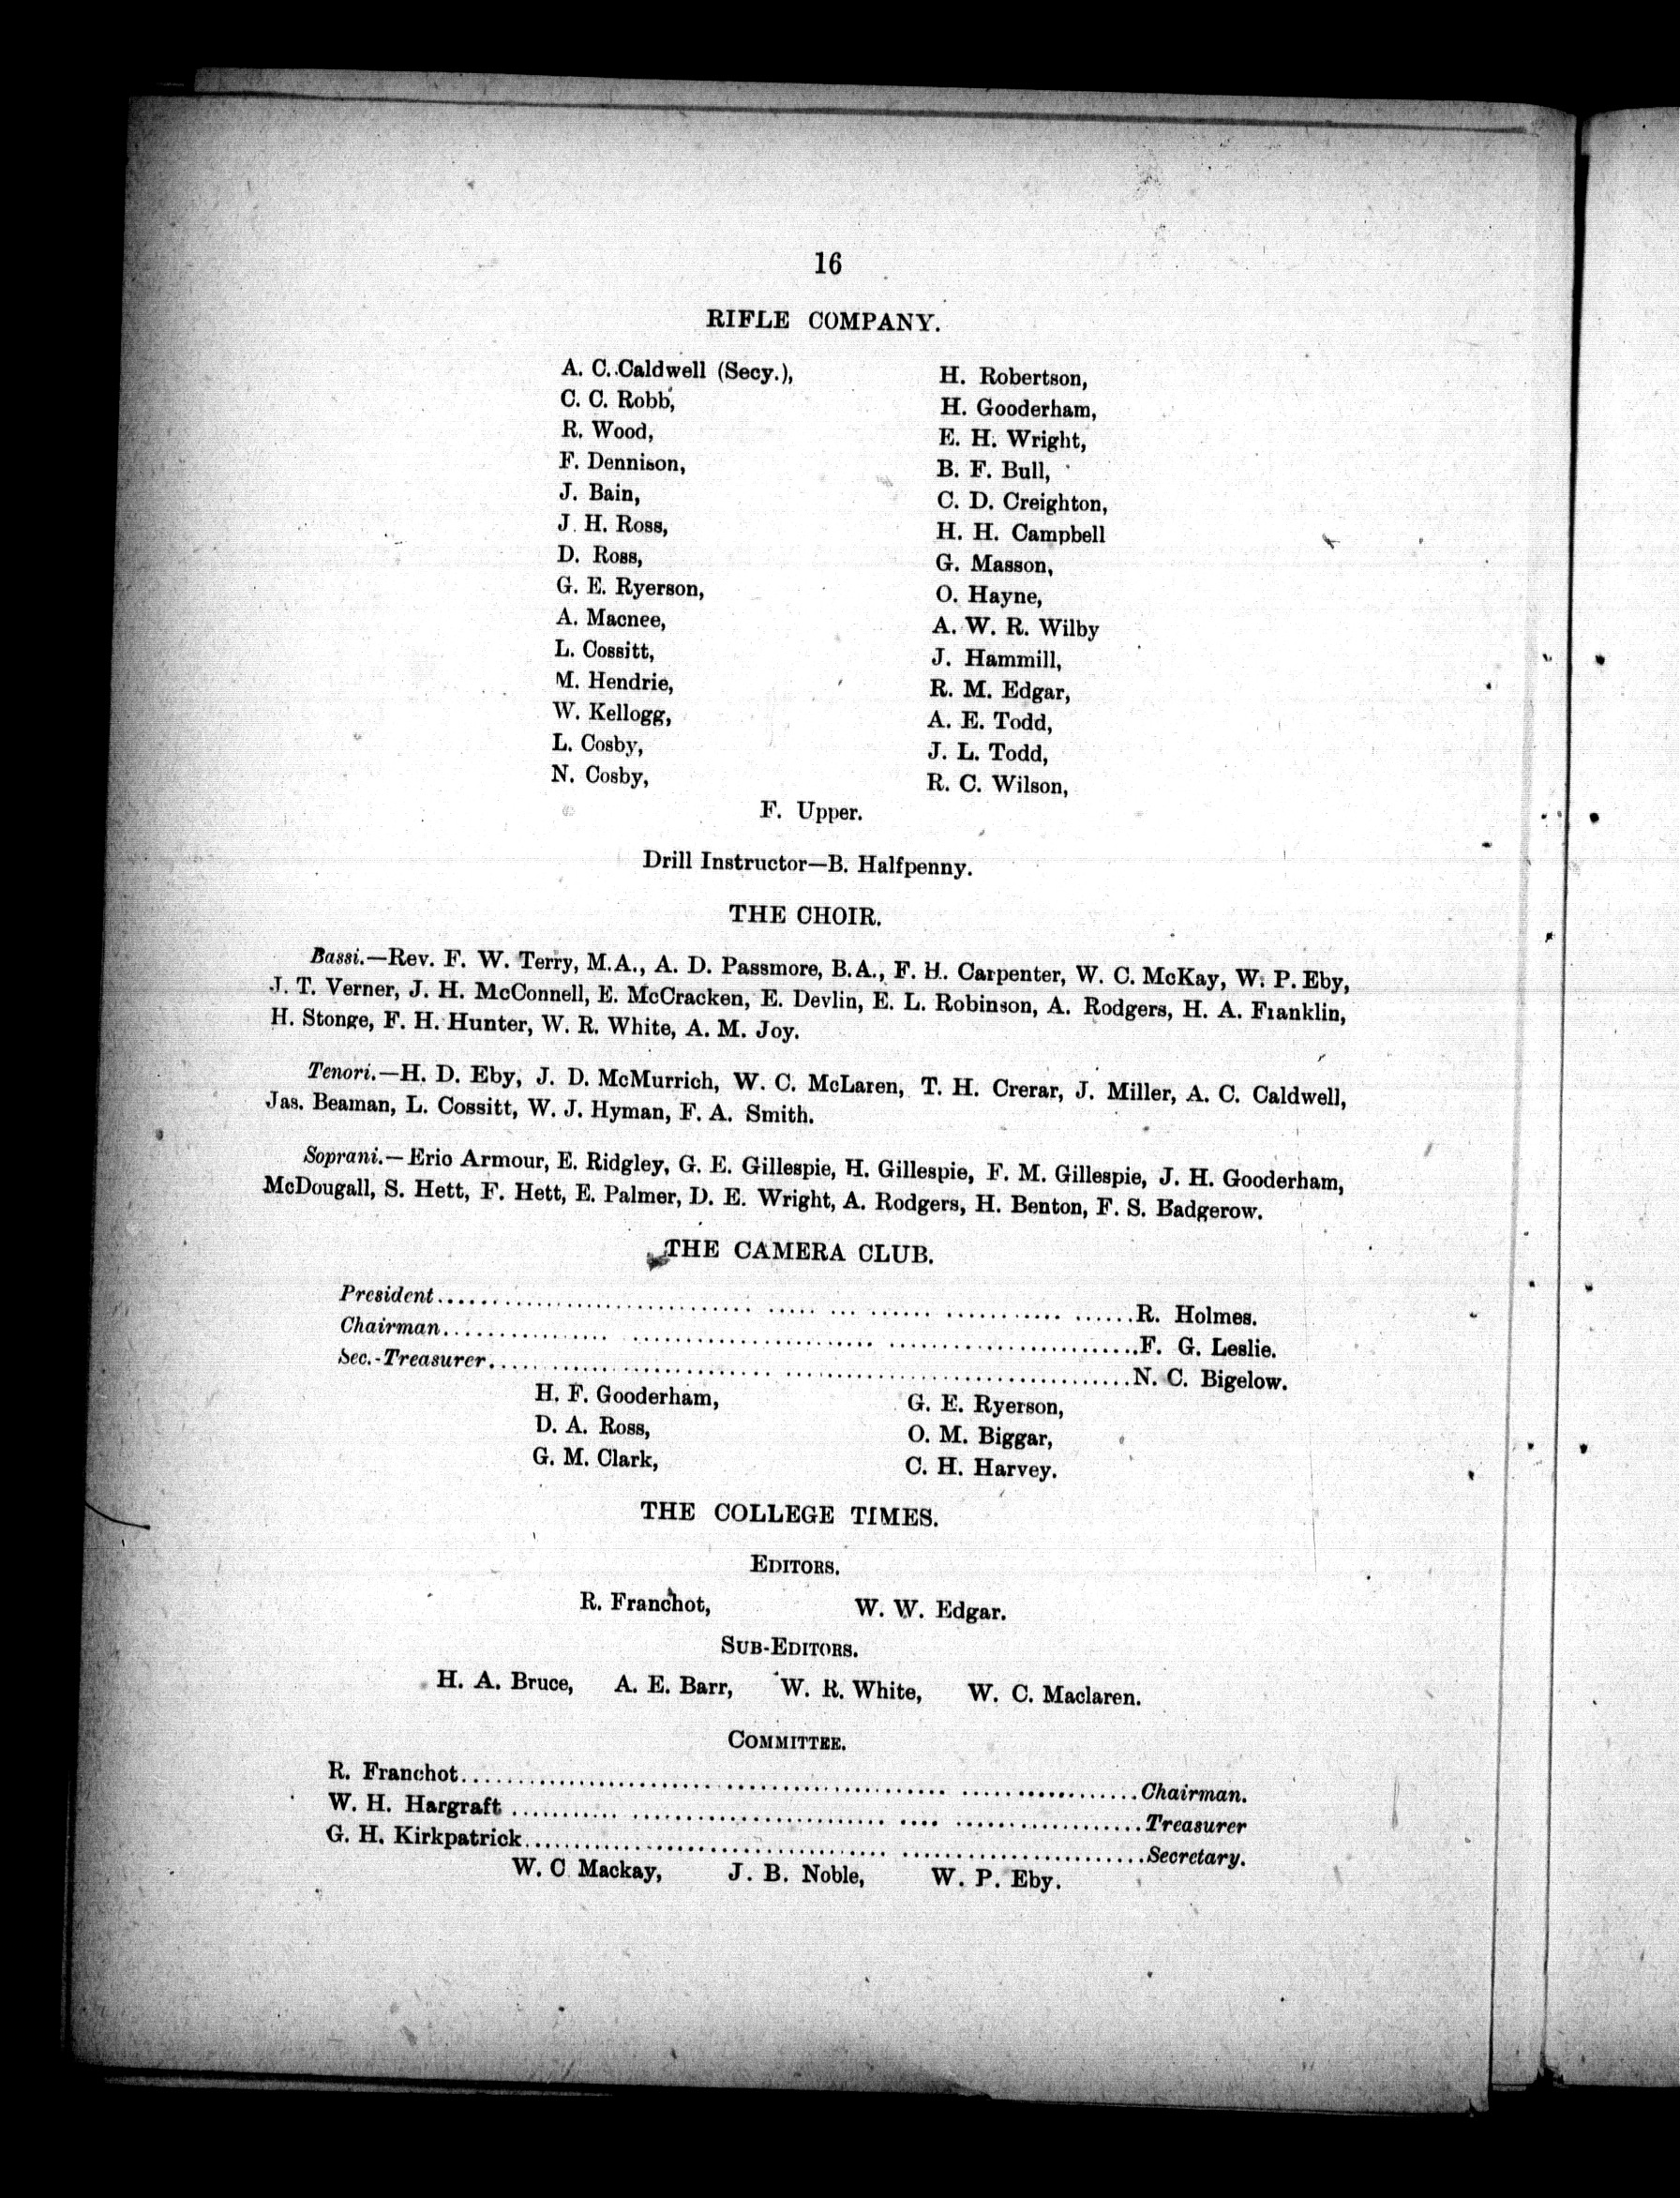 16
RIFLE COMPANY.
A. C. Caldwell (Secy.),
C. C. Robb,
R. Wood,
F. Dennison,
J. Bain,
J. H. Ross,
D. Ross,
G. E. Ryerson,
A. Macnee,
L. Cossitt,
M. Hendrie,
W. Kellogg,
L. Cosby,
N. Cosby,
H. Robertson,
H. Gooderham,
E. H. Wright,
B. F. Bull,
C. D. Creighton,
H. H. Campbell
G. Masson,
O. Hayne,
A. W. R. Wilby
J. Hammill,
R. M. Edgar,
A. E. Todd,
J. L. Todd,
R. C. Wilson,
F. Upper.
Drill Instructor—B. Halfpenny.
THE CHOIR.
Bassi.—Rev. F. W. Terry, M.A., A. D. Passmore, B.A., F. H. Carpenter, W. C. McKay, W. P. Eby,
J. T. Verner, J. H. McConnell, E. McCracken, E. Devlin, E. L. Robinson, A. Rodgers, H. A. Franklin,
H. Stonge, F. H. Hunter, W. R. White, A. M. Joy.
Tenori.—H. D. Eby, J. D. McMurrich, W. C. McLaren, T. H. Crerar, J. Miller, A. C. Caldwell,
Jas. Beaman, L. Cossitt, W. J. Hyman, F. A. Smith.
Soprani.—Erio Armour, E. Ridgley, G. E. Gillespie, H. Gillespie, F. M. Gillespie, J. H. Gooderham,
McDougall, S. Hett, F. Hett, E. Palmer, D. E. Wright, A. Rodgers, H. Benton, F. S. Badgerow.
THE CAMERA CLUB.
President........................................R. Holmes.
Chairman........................................F. G. Leslie.
Sec.-Treasurer........................................N. C. Bigelow.
H. F. Gooderham, G. E. Ryerson,
D. A. Ross, O. M. Biggar,
G. M. Clark, C. H. Harvey.
THE COLLEGE TIMES.
EDITORS.
R. Franchot, W. W. Edgar.
SUB-EDITORS.
H. A. Bruce, A. E. Barr, W. R. White, W. C. Maclaren.
COMMITTEE.
R. Franchot........................................Chairman.
W. H. Hargraft........................................Treasurer
G. H. Kirkpatrick........................................Secretary.
W. C Mackay, J. B. Noble, W. P. Eby.